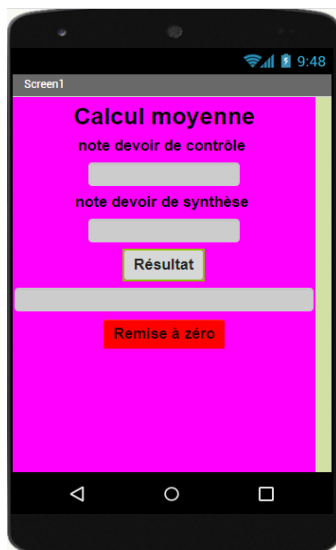 9:48
Screen1
Calcul moyenne
note devoir de contrôle
note devoir de synthèse
Résultat
Remise à zéro